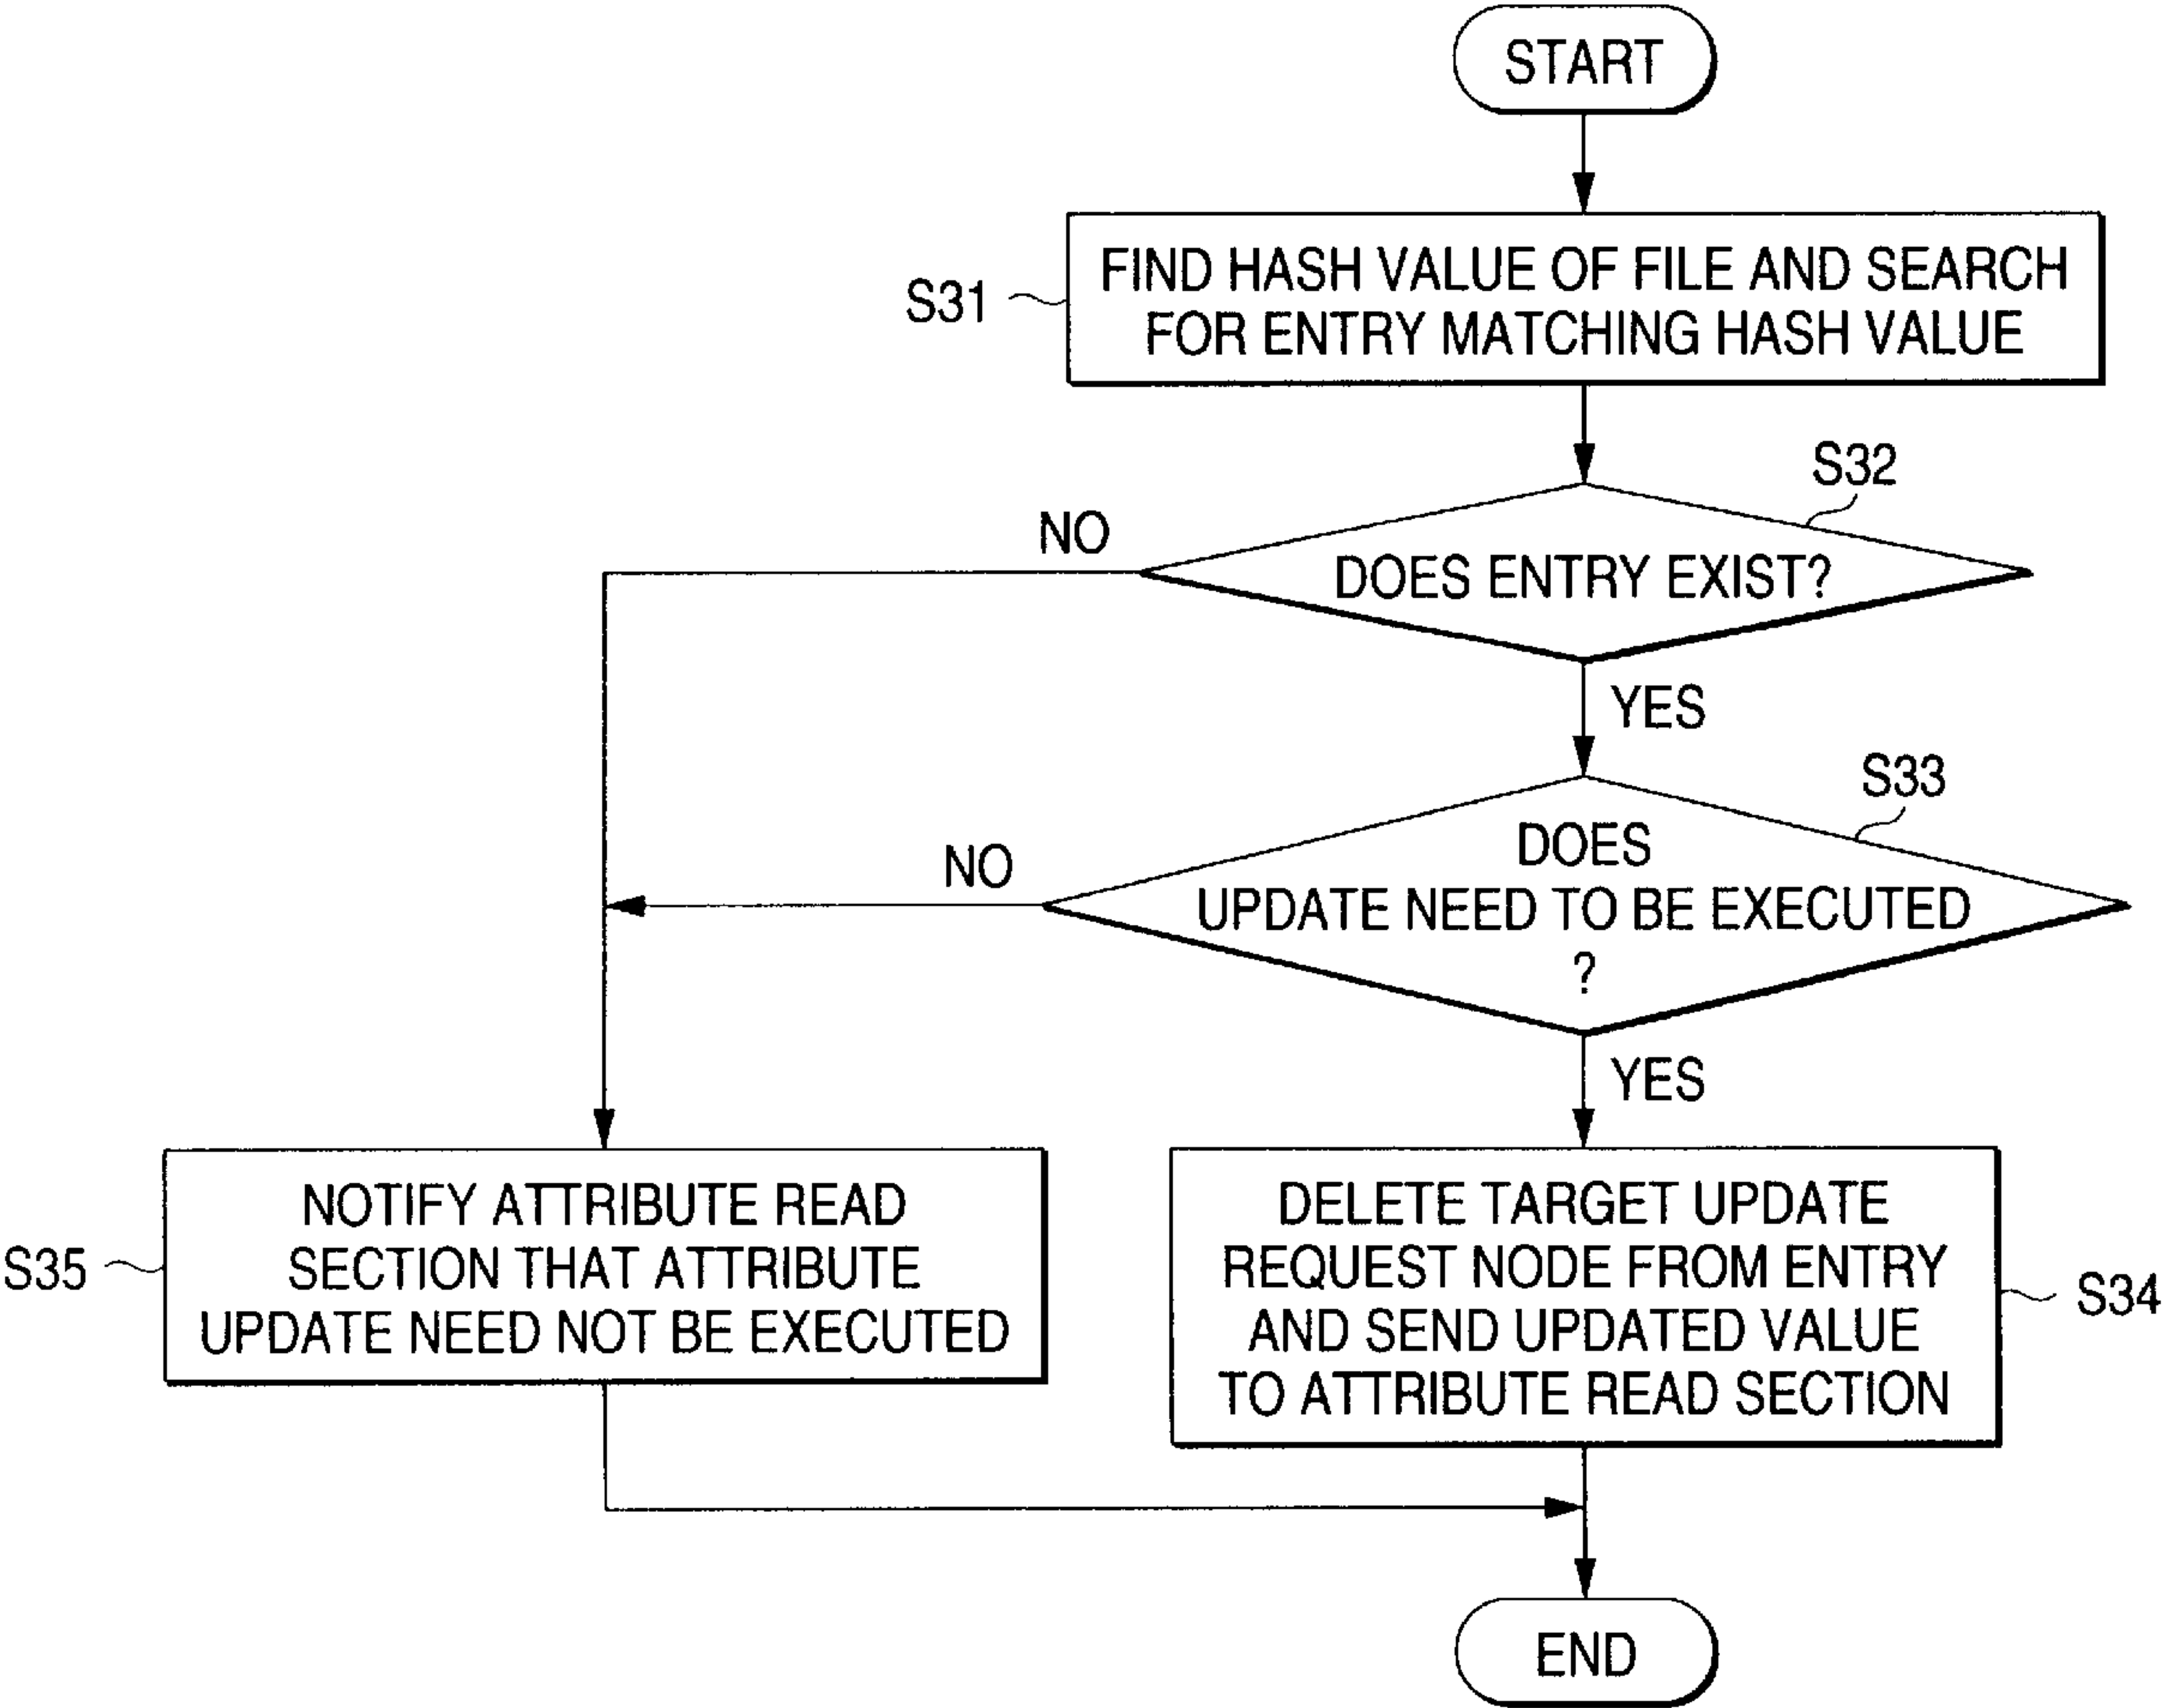 START
S31
FIND HASH VALUE OF FILE AND SEARCH
FOR ENTRY MATCHING HASH VALUE
S32
NO
DOES ENTRY EXIST?
YES
S33
NO
DOES
UPDATE NEED TO BE EXECUTED
?
YES
S35
NOTIFY ATTRIBUTE READ
SECTION THAT ATTRIBUTE
UPDATE NEED NOT BE EXECUTED
DELETE TARGET UPDATE
REQUEST NODE FROM ENTRY
AND SEND UPDATED VALUE
TO ATTRIBUTE READ SECTION
S34
END